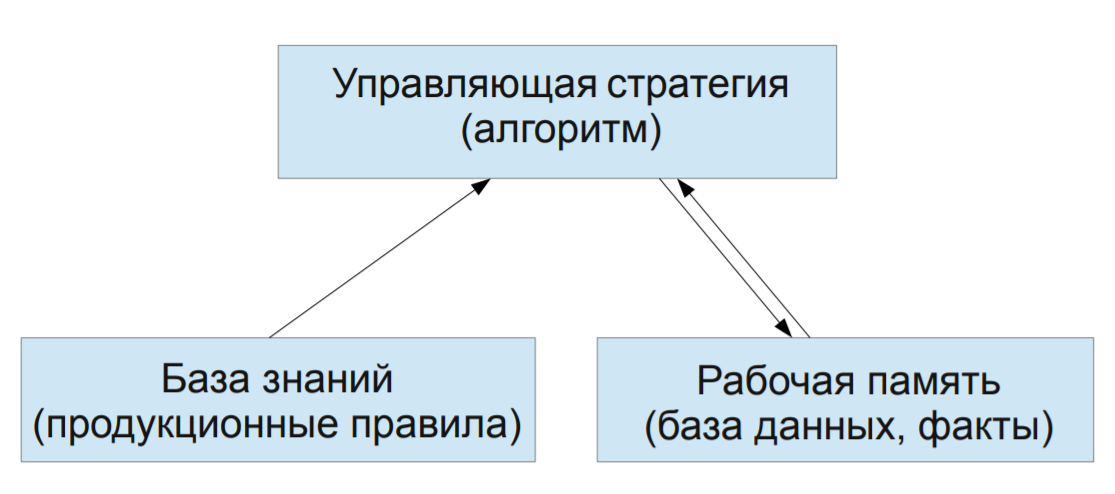 Управляющая стратегия
(алгоритм)
База знаний
(продукционные правила)
Рабочая память
(база данных, факты)